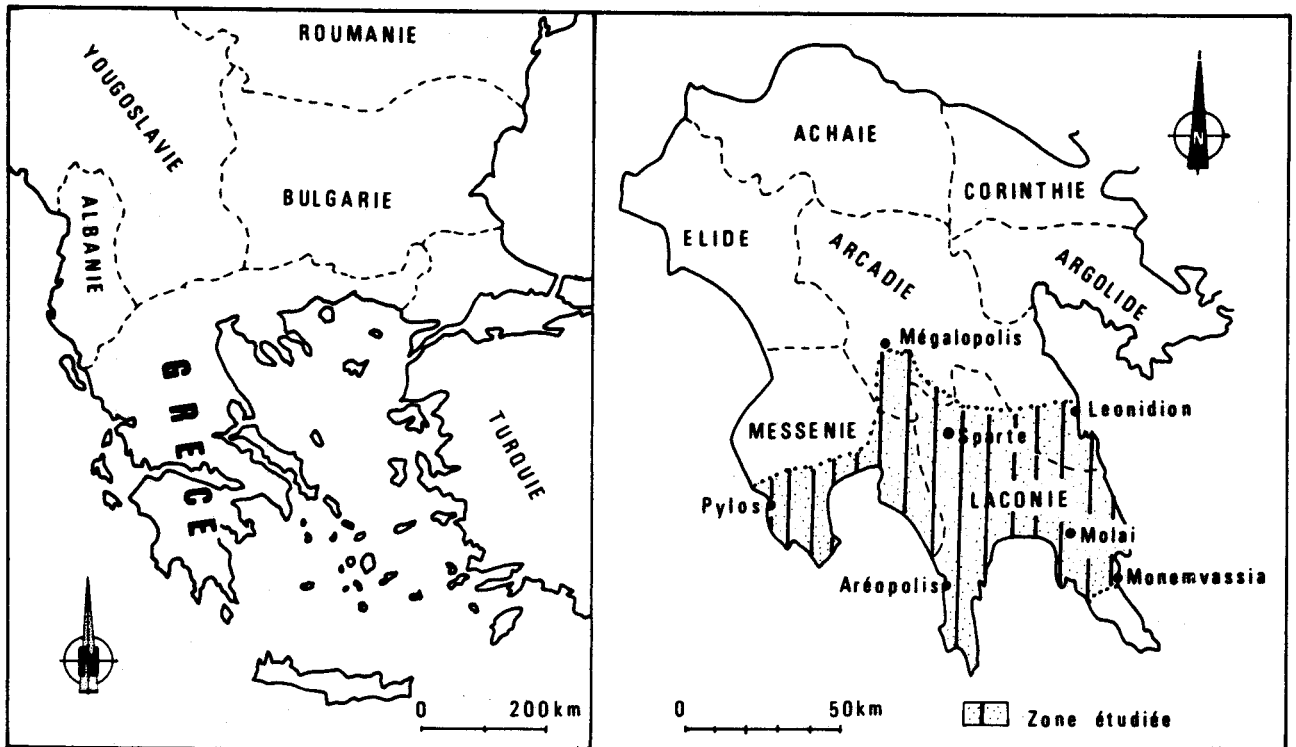 ROUMANIE
YOUGOSLAVIE
BULGARIE
ALBANIE
GRECE
TURQUIE
N
0 200km
ACHAIE
N
CORINTHIE
ELIDE
ARCADIE
ARGOLIDE
Mégalopolis
Leonidion
MESSENIE
Sparte
LACONIE
Pylos
Molai
Aréopolis
Monemvassia
0 50km
Zone étudiée